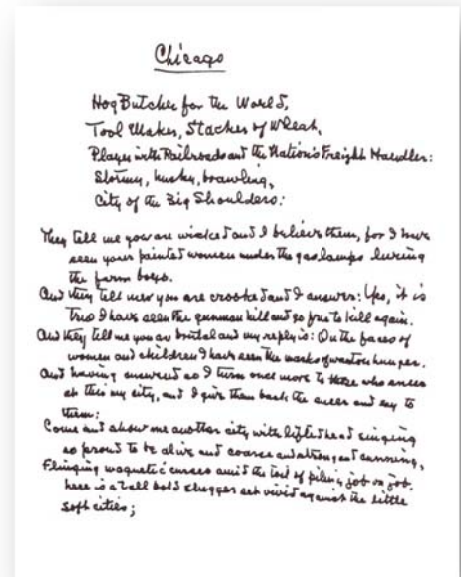 Chicago
Hog Butcher for the World,
Tool Maker, Stacker of Wheat,
Player with Railroads and the Nation's Freight Handler:
Stormy, husky, brawling,
City of the Big Shoulders:
They tell me you are wicked and I believe them, for I have
seen your painted women under the gas lamps luring
the farm boys.
And they tell me you are crooked and I answer: Yes, it is
true I have seen the gunman kill and go free to kill again.
And they tell me you are brutal and my reply is: On the faces of
women and children I have seen the marks of wanton hunger.
And having answered so I turn once more to those who sneer
at this my city, and I give them back the sneer and say to
them:
Come and show me another city with lifted head singing
so proud to be alive and coarse and strong and cunning,
Flinging magnetic curses amid the toil of piling job on job,
here is a tall bold slugger set vivid against the little
soft cities;